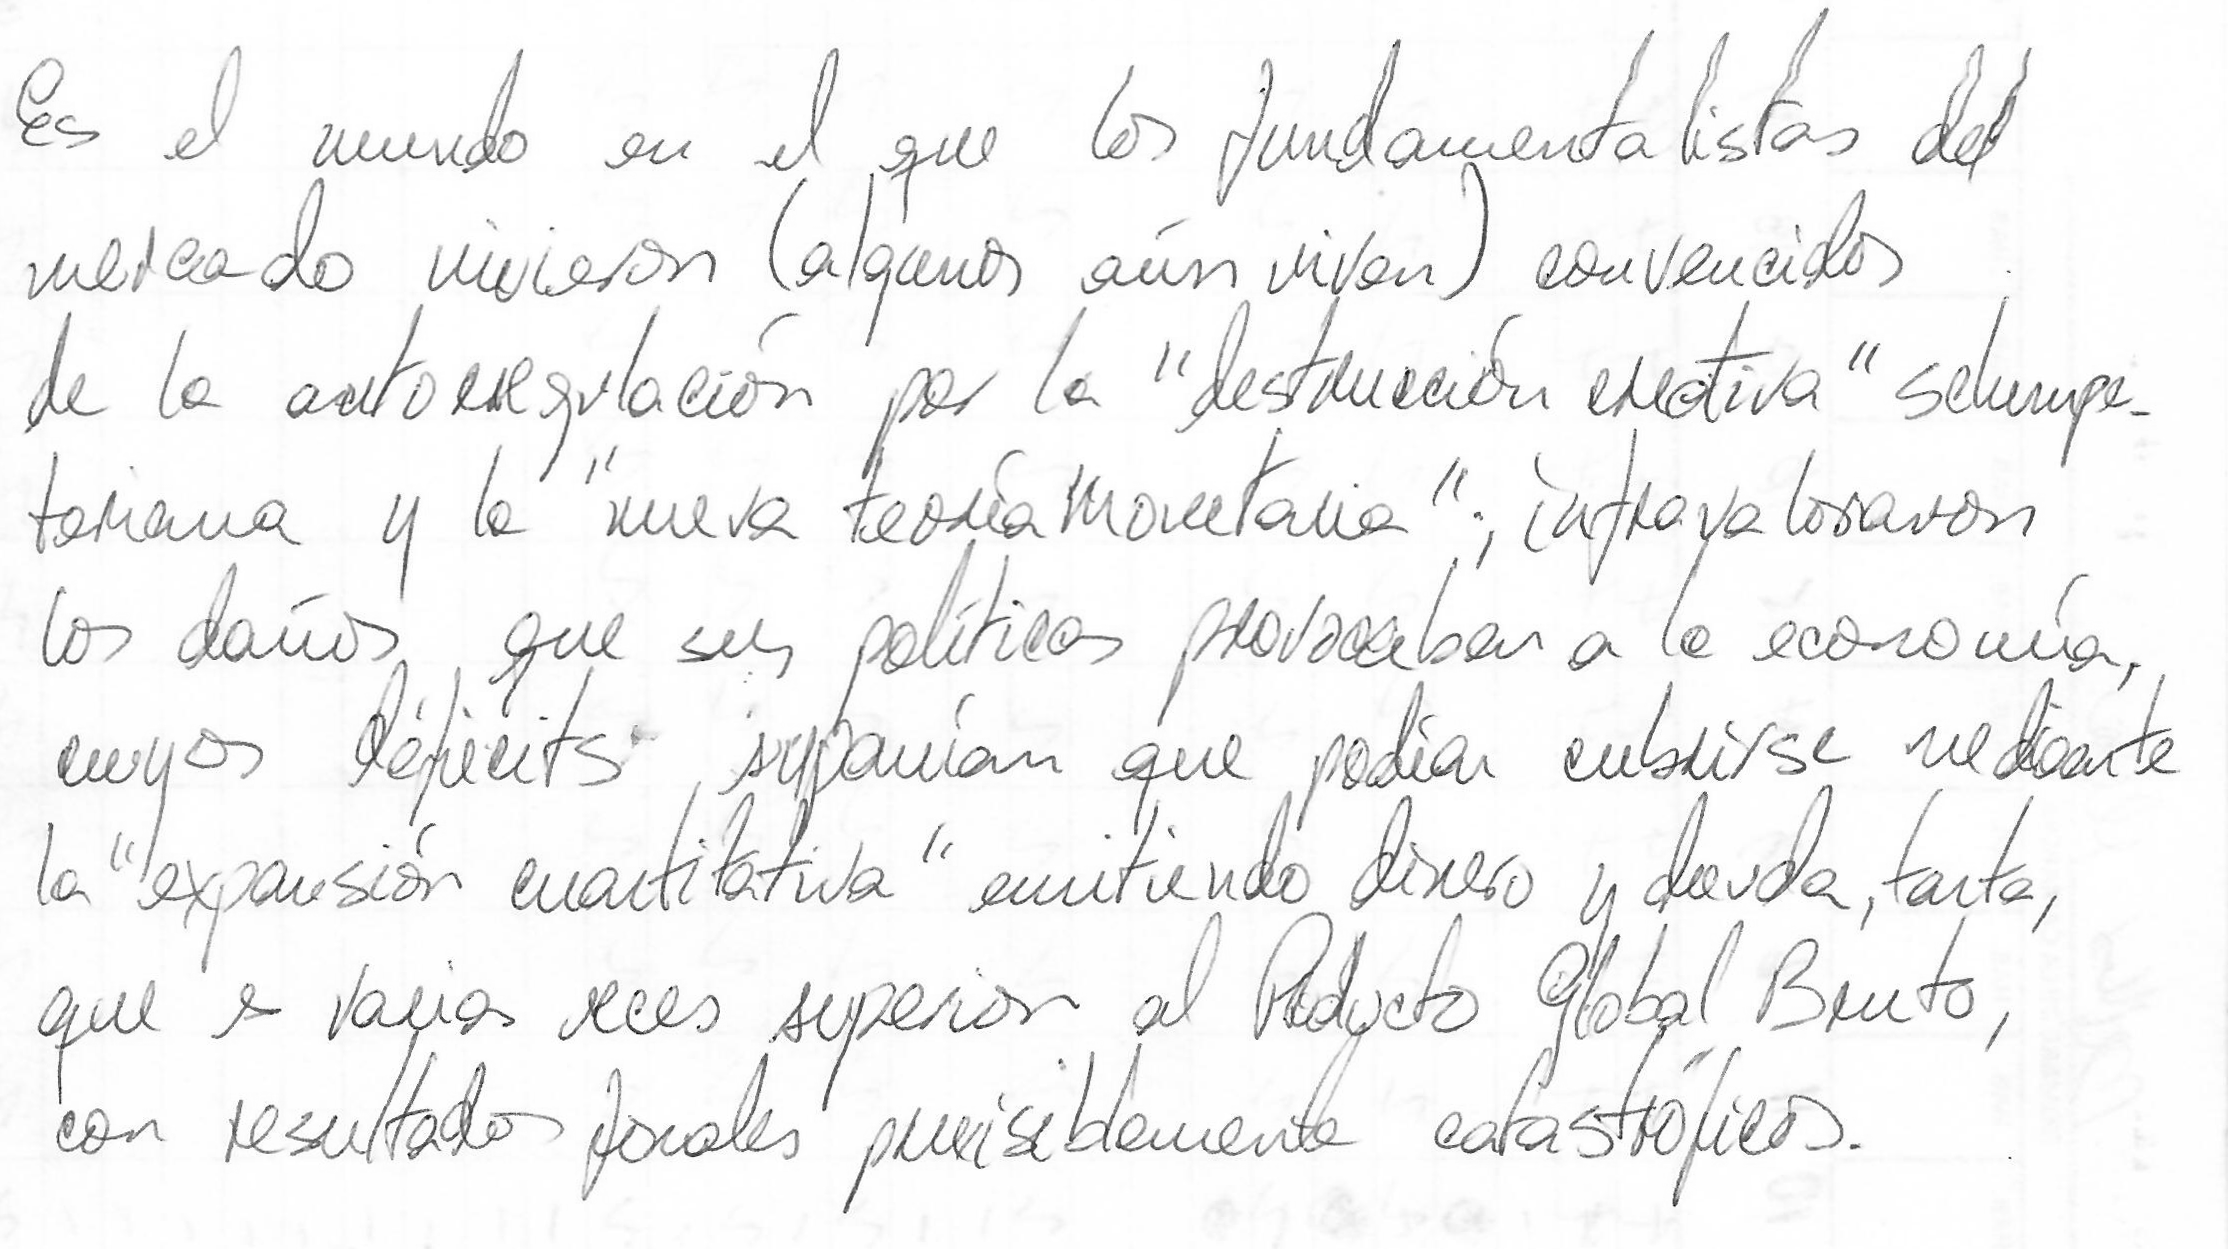 Es el mundo en el que los fundamentalistas del
mercado vivieron (algunos aún viven) convencidos
de la autorregulación por la "destrucción creativa" schumpe-
teriana y la "nueva teoría monetaria"; infravaloraron
los daños que sus políticas provocaban a la economía,
cuyos déficits suponían que podían cubrirse mediante
la "expansión cuantitativa" emitiendo dinero y deuda, tanta,
que es varias veces superior al Producto Global Bruto,
con resultados finales previsiblemente catastróficos.